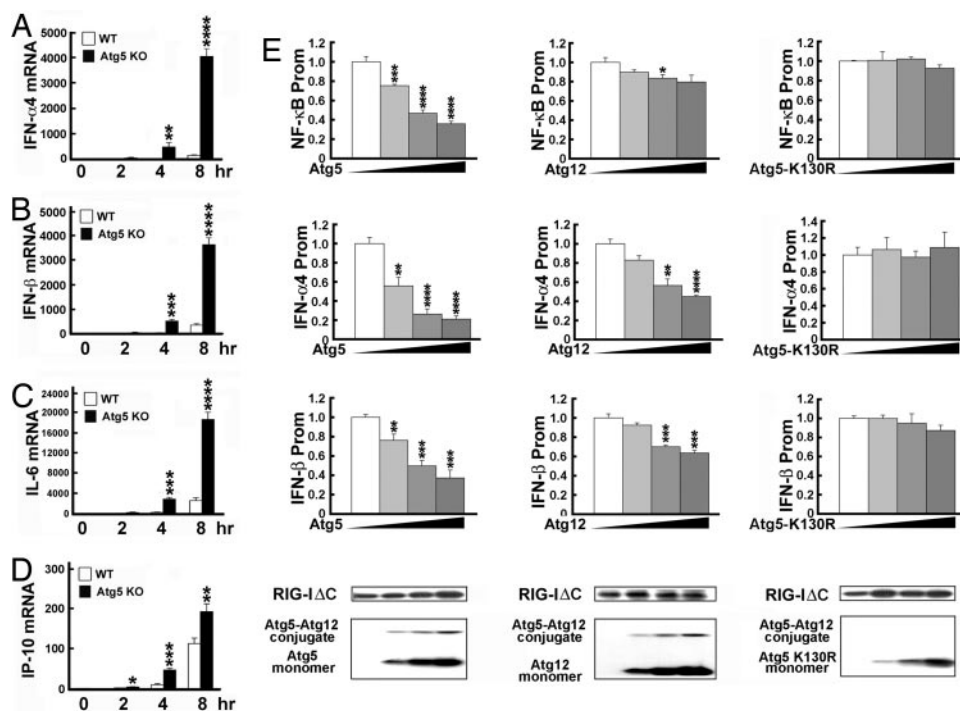 A
WT
Atg5 KO
IFN-α4 mRNA
5000
4000
3000
2000
1000
0
**
****
0 2 4 8 hr
B
WT
Atg5 KO
IFN-β mRNA
5000
4000
3000
2000
1000
0
***
****
0 2 4 8 hr
C
WT
Atg5 KO
IL-6 mRNA
24000
20000
16000
12000
8000
4000
0
***
****
0 2 4 8 hr
D
WT
Atg5 KO
IP-10 mRNA
300
200
100
0
*
***
**
0 2 4 8 hr
E
NF-κB Prom
1.2
1.0
0.8
0.6
0.4
0.2
0
***
****
****
Atg5
NF-κB Prom
1.2
1.0
0.8
0.6
0.4
0.2
0
*
Atg12
NF-κB Prom
1.2
1.0
0.8
0.6
0.4
0.2
0
Atg5-K130R
IFN-α4 Prom
1.2
1.0
0.8
0.6
0.4
0.2
**
****
****
Atg5
IFN-α4 Prom
1.2
1.0
0.8
0.6
0.4
0.2
**
****
Atg12
IFN-α4 Prom
1.4
1.2
1.0
0.8
0.6
0.4
0.2
Atg5-K130R
IFN-β Prom
1.2
1.0
0.8
0.6
0.4
0.2
0
**
***
***
Atg5
IFN-β Prom
1.2
1.0
0.8
0.6
0.4
0.2
0
***
***
Atg12
IFN-β Prom
1.2
1.0
0.8
0.6
0.4
0.2
0
Atg5-K130R
RIG-IΔC
Atg5-Atg12
conjugate
Atg5
monomer
RIG-IΔC
Atg5-Atg12
conjugate
Atg12
monomer
RIG-IΔC
Atg5-Atg12
conjugate
Atg5 K130R
monomer